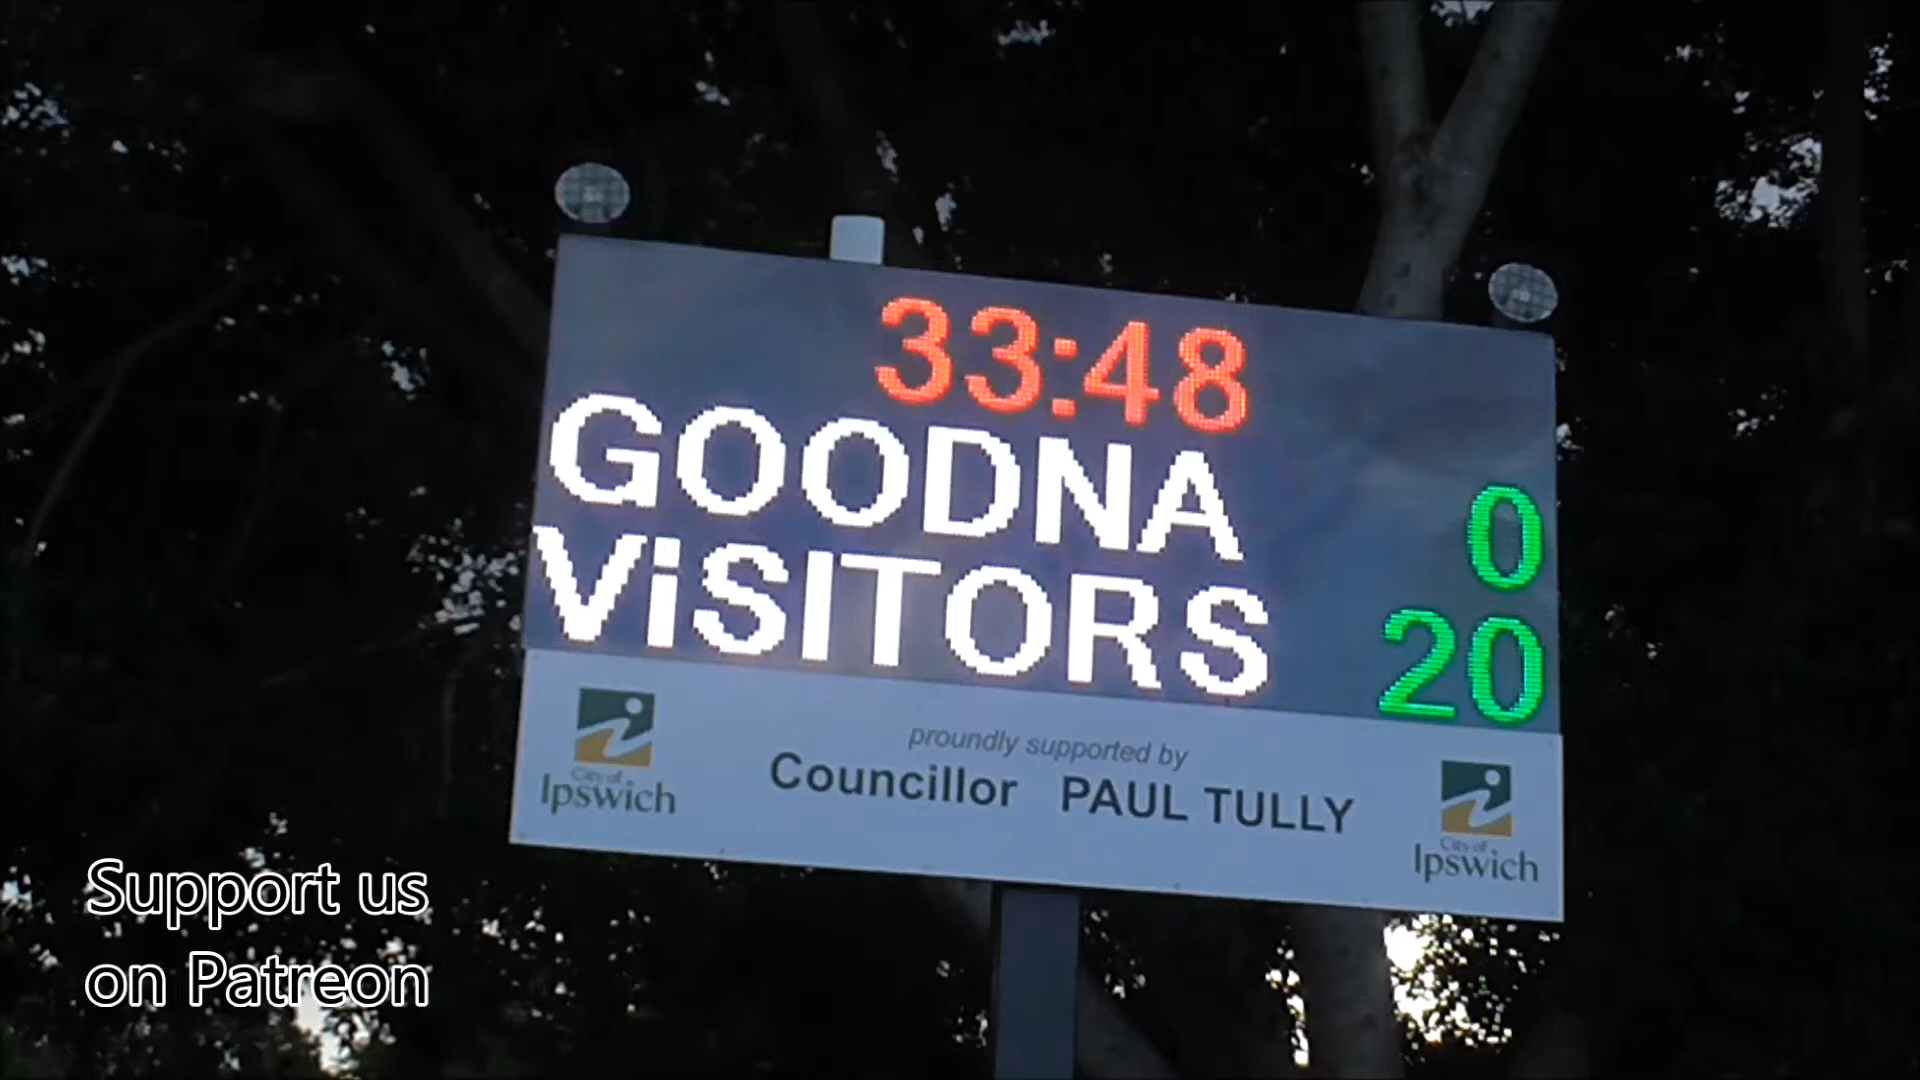 33:48
GOODNA 0
ViSITORS 20
proundly supported by
Councillor PAUL TULLY
City of
Ipswich
City of
Ipswich
Support us
on Patreon